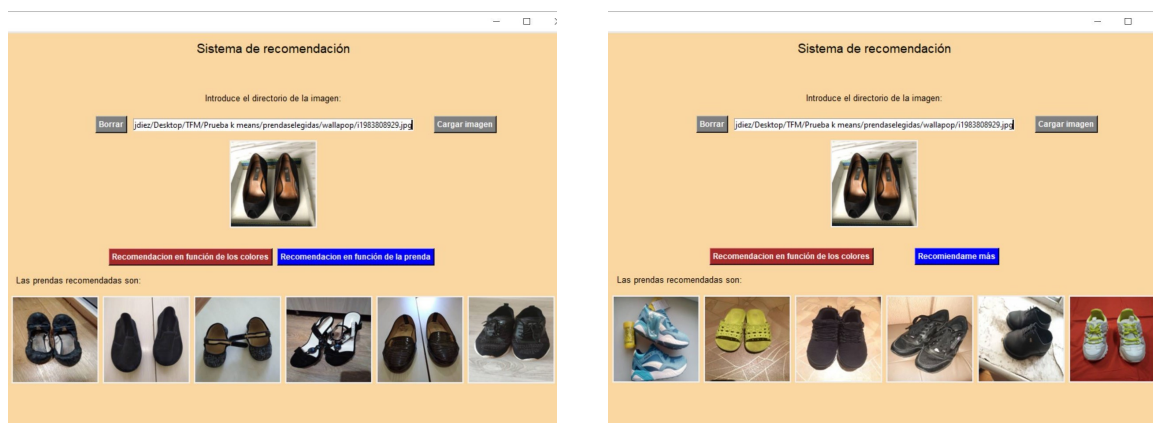 Sistema de recomendación
Introduce el directorio de la imagen:
Borrar jdiez/Desktop/TFM/Prueba k means/prendaselegidas/wallapop/i1983808929.jpg Cargar imagen
Recomendacion en función de los colores Recomendacion en función de la prenda
Las prendas recomendadas son:
Sistema de recomendación
Introduce el directorio de la imagen:
Borrar jdiez/Desktop/TFM/Prueba k means/prendaselegidas/wallapop/i1983808929.jpg Cargar imagen
Recomendacion en función de los colores Recomiendame más
Las prendas recomendadas son: